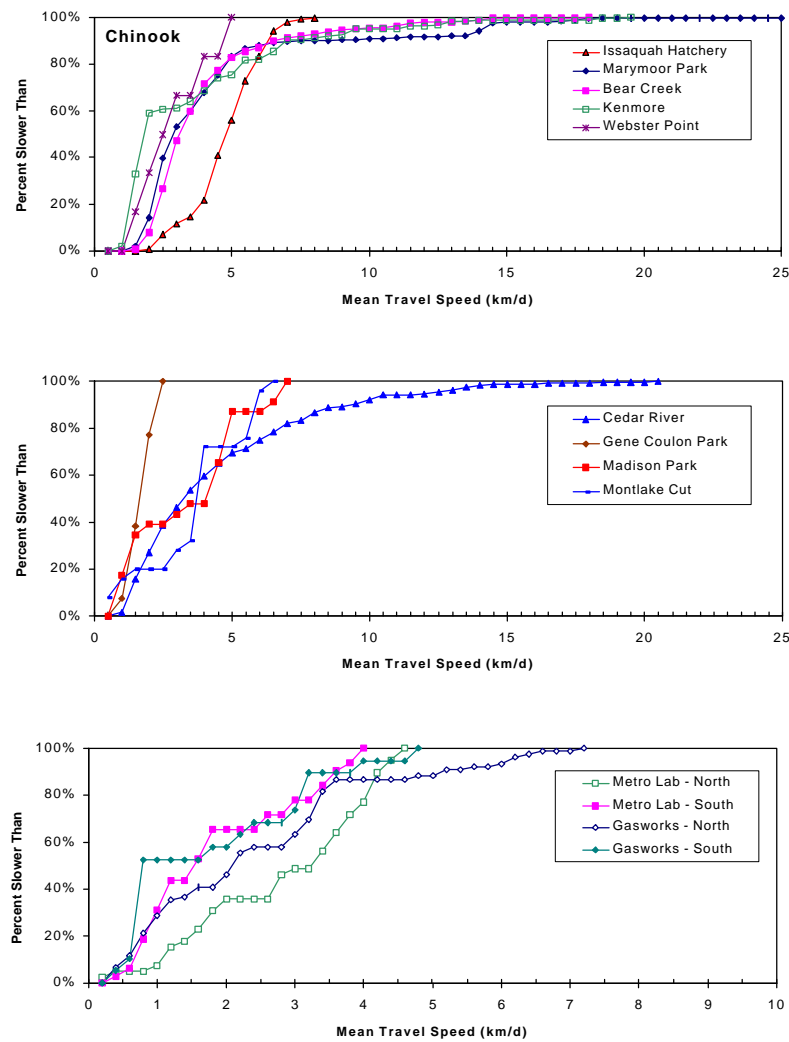 Chinook
100%
80%
60%
40%
20%
0%
Percent Slower Than
0 5 10 15 20 25
Mean Travel Speed (km/d)
Issaquah Hatchery
Marymoor Park
Bear Creek
Kenmore
Webster Point
100%
80%
60%
40%
20%
0%
Percent Slower Than
0 5 10 15 20 25
Mean Travel Speed (km/d)
Cedar River
Gene Coulon Park
Madison Park
Montlake Cut
100%
80%
60%
40%
20%
0%
Percent Slower Than
0 1 2 3 4 5 6 7 8 9 10
Mean Travel Speed (km/d)
Metro Lab - North
Metro Lab - South
Gasworks - North
Gasworks - South